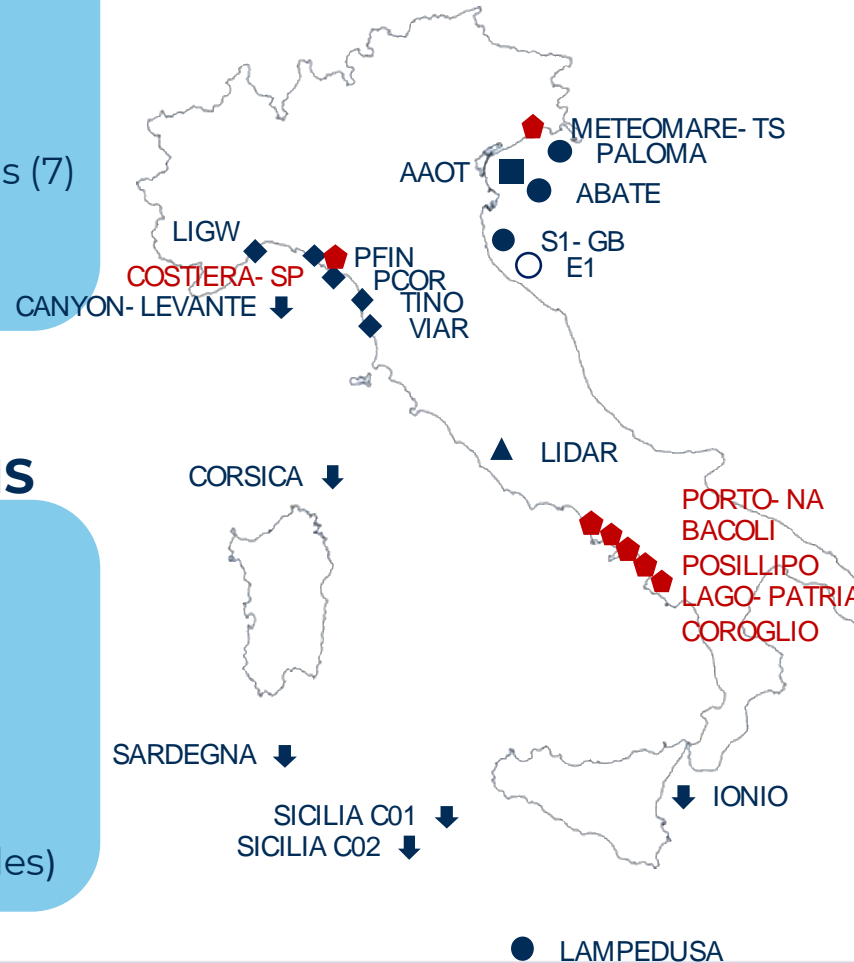 s (7)
METEOMARE- TS
PALOMA
AAOT
ABATE
LIGW
S1- GB
PFIN
E1
COSTIERA- SP
PCOR
CANYON- LEVANTE
TINO
VIAR
LIDAR
CORSICA
PORTO- NA
BACOLI
POSILLIPO
LAGO- PATRIA
COROGLIO
SARDEGNA
IONIO
SICILIA C01
SICILIA C02
les)
LAMPEDUSA